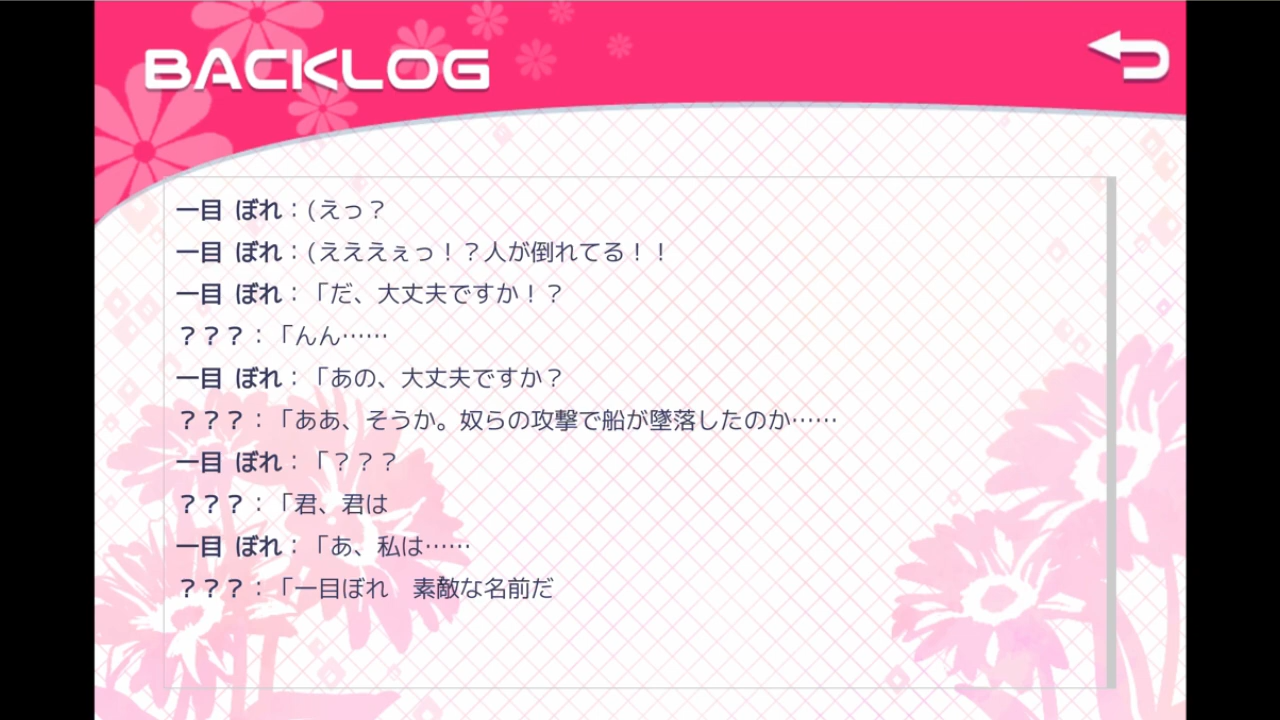 BACKLOG
一目 ぼれ：(えっ？
一目 ぼれ：(えええぇっ！？人が倒れてる！！
一目 ぼれ：「だ、大丈夫ですか！？
？？？：「んん……
一目 ぼれ：「あの、大丈夫ですか？
？？？：「ああ、そうか。奴らの攻撃で船が墜落したのか……
一目 ぼれ：「？？？
？？？：「君、君は
一目 ぼれ：「あ、私は……
？？？：「一目ぼれ　素敵な名前だ